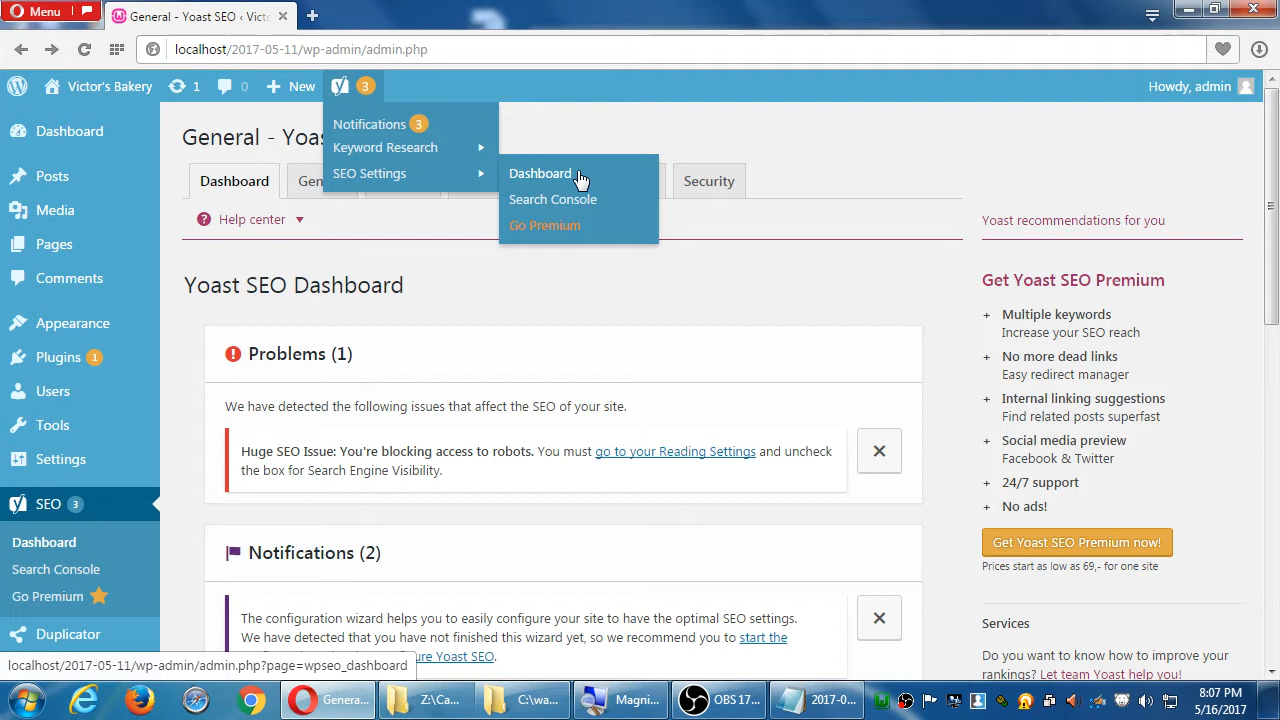 Menu
General - Yoast SEO ‹ Victo
localhost/2017-05-11/wp-admin/admin.php
Victor's Bakery
1
0
New
3
Howdy, admin
Notifications 3
Keyword Research
SEO Settings
Dashboard
Search Console
Go Premium
Dashboard
Posts
Media
Pages
Comments
Appearance
Plugins 1
Users
Tools
Settings
SEO 3
Dashboard
Search Console
Go Premium
Duplicator
General - Yoas
Dashboard
Gen
Security
Help center
Yoast SEO Dashboard
Problems (1)
We have detected the following issues that affect the SEO of your site.
Huge SEO Issue: You're blocking access to robots. You must go to your Reading Settings and uncheck
the box for Search Engine Visibility.
Notifications (2)
The configuration wizard helps you to easily configure your site to have the optimal SEO settings.
We have detected that you have not finished this wizard yet, so we recommend you to start the
ure Yoast SEO.
Yoast recommendations for you
Get Yoast SEO Premium
+ Multiple keywords
Increase your SEO reach
+ No more dead links
Easy redirect manager
+ Internal linking suggestions
Find related posts superfast
+ Social media preview
Facebook & Twitter
+ 24/7 support
+ No ads!
Get Yoast SEO Premium now!
Prices start as low as 69,- for one site
Services
Do you want to know how to improve your
rankings? Let team Yoast help you!
localhost/2017-05-11/wp-admin/admin.php?page=wpseo_dashboard
Genera...
Z:\Ca...
C:\wa...
Magni...
OBS 17...
2017-0...
8:07 PM
5/16/2017